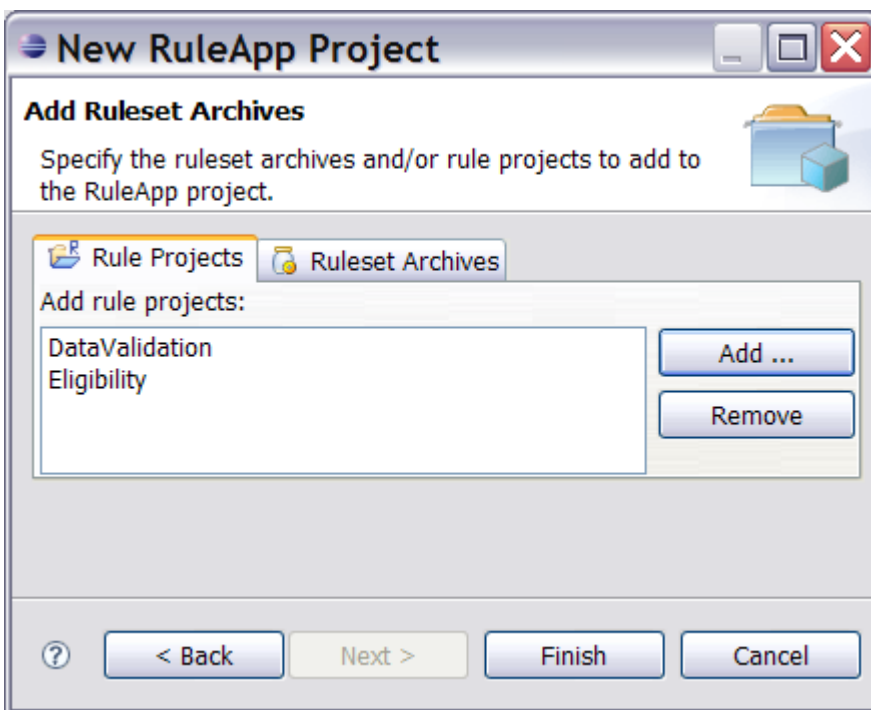 New RuleApp Project
Add Ruleset Archives
Specify the ruleset archives and/or rule projects to add to
the RuleApp project.
Rule Projects
Ruleset Archives
Add rule projects:
DataValidation
Eligibility
Add ...
Remove
?
< Back
Next >
Finish
Cancel